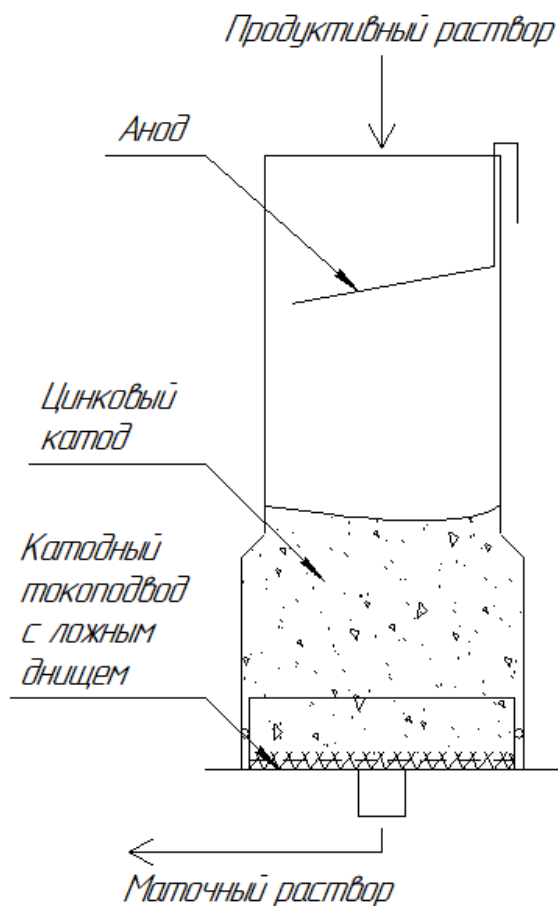 Продуктивный раствор
Анод
Цинковый
катод
Катодный
токоподвод
с ложным
днищем
Маточный раствор